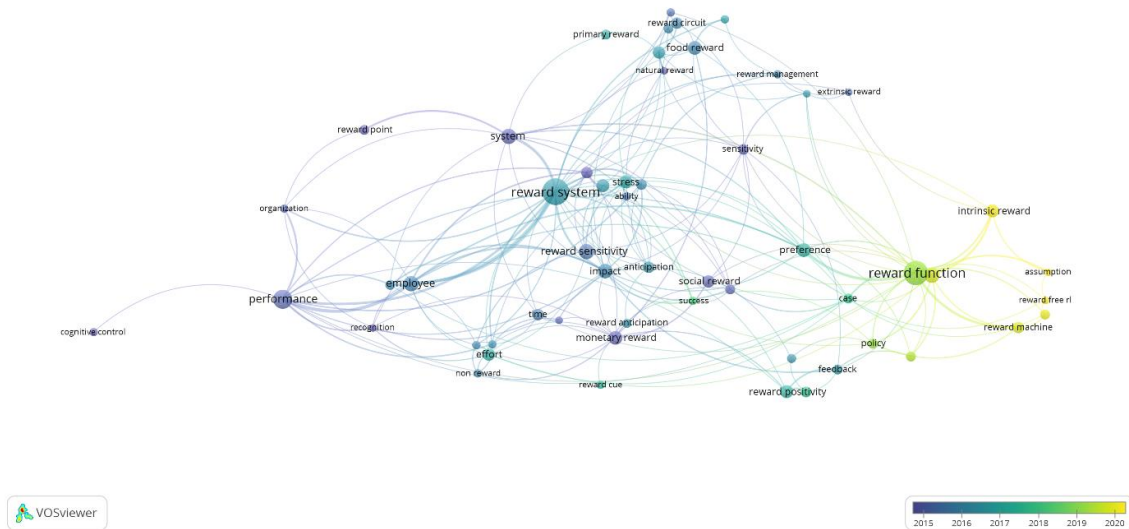 reward circuit
primary reward
food reward
natural reward
reward management
extrinsic reward
reward point
system
sensitivity
stress
reward system
ability
organization
intrinsic reward
reward sensitivity
preference
impact
anticipation
assumption
reward function
employee
social reward
performance
success
case
reward free rl
time
cognitive control
recognition
reward anticipation
reward machine
monetary reward
policy
effort
feedback
non reward
reward cue
reward positivity
VOSviewer
2015 2016 2017 2018 2019 2020